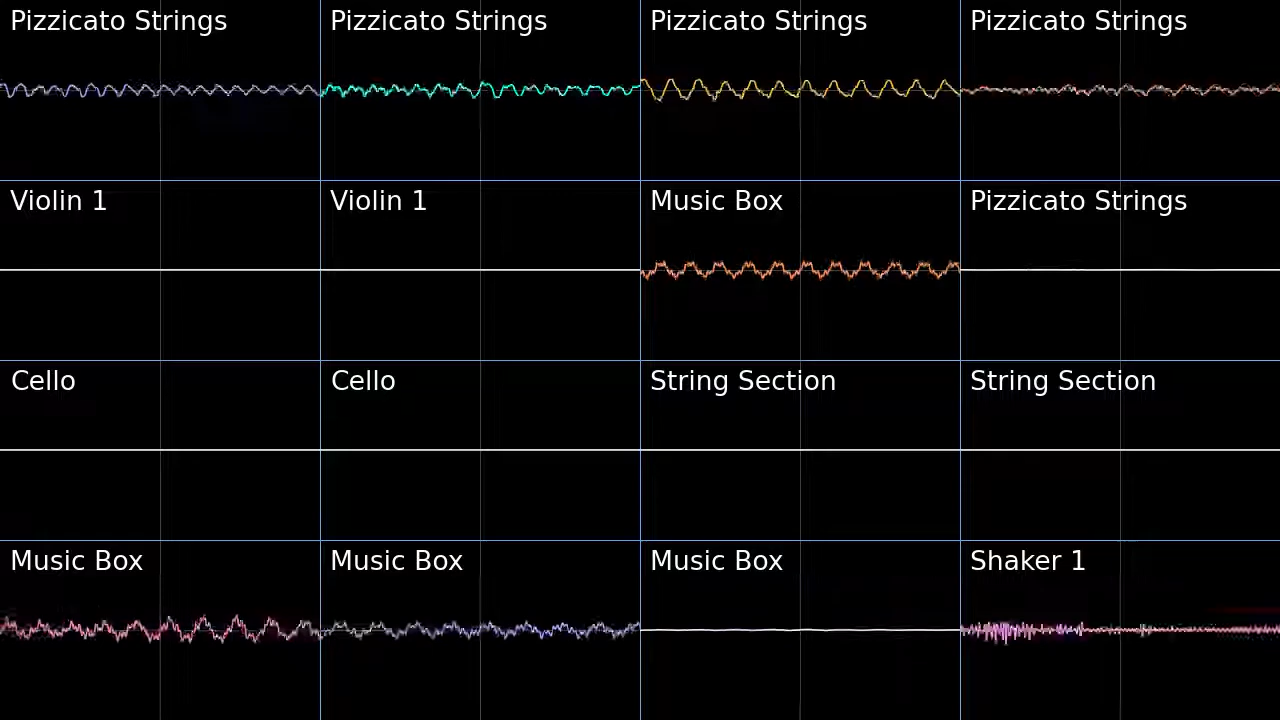 Pizzicato Strings
Pizzicato Strings
Pizzicato Strings
Pizzicato Strings
Violin 1
Violin 1
Music Box
Pizzicato Strings
Cello
Cello
String Section
String Section
Music Box
Music Box
Music Box
Shaker 1